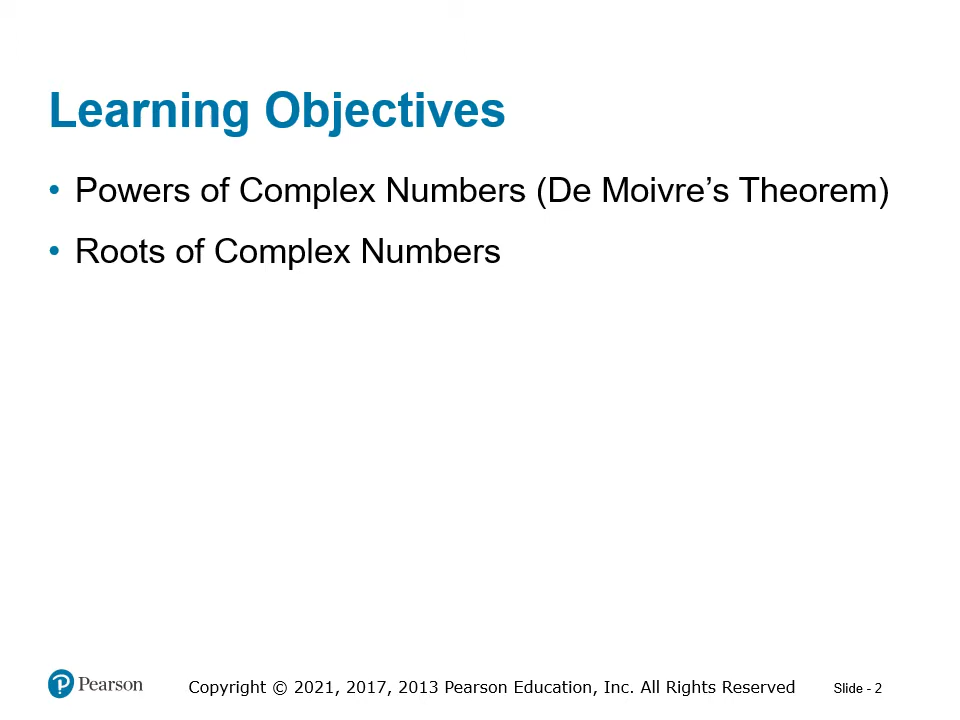 Learning Objectives
• Powers of Complex Numbers (De Moivre’s Theorem)
• Roots of Complex Numbers
Pearson
Copyright © 2021, 2017, 2013 Pearson Education, Inc. All Rights Reserved
Slide - 2